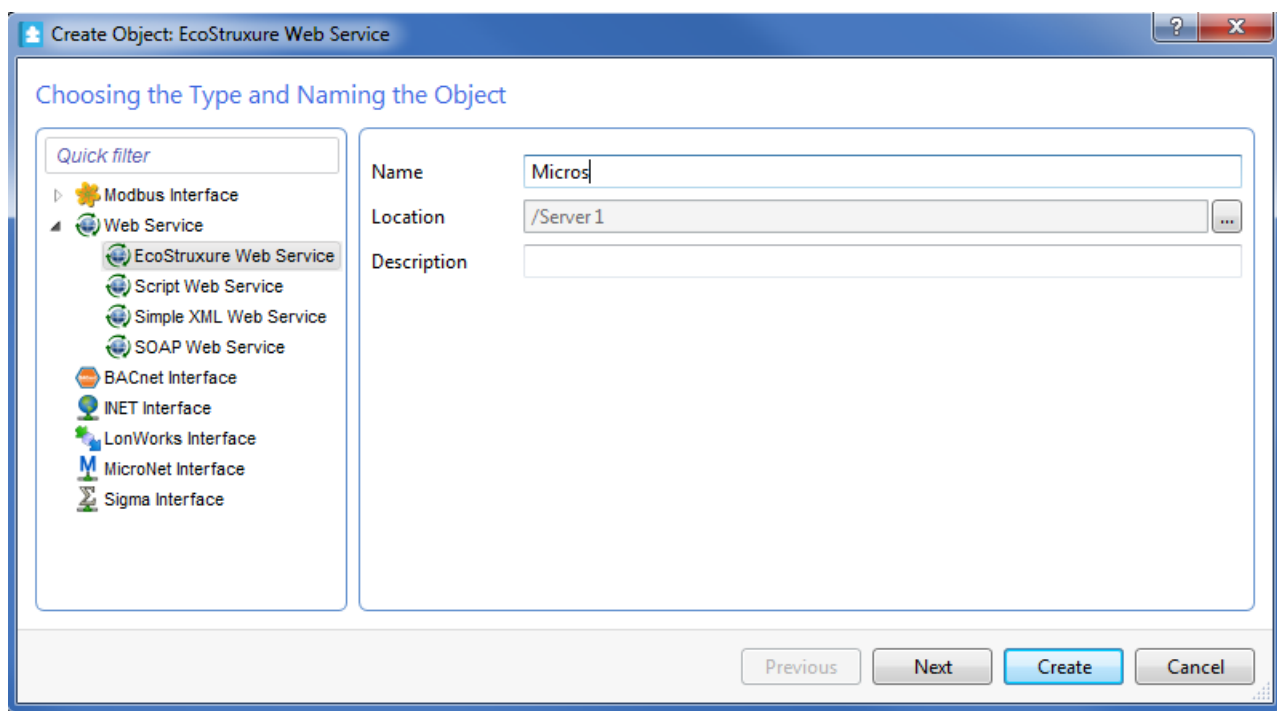 Create Object: EcoStruxure Web Service
?
X
Choosing the Type and Naming the Object
Quick filter
Modbus Interface
Web Service
EcoStruxure Web Service
Script Web Service
Simple XML Web Service
SOAP Web Service
BACnet Interface
INET Interface
LonWorks Interface
M MicroNet Interface
Σ Sigma Interface
Name Micros
Location /Server 1 ...
Description
Previous Next Create Cancel